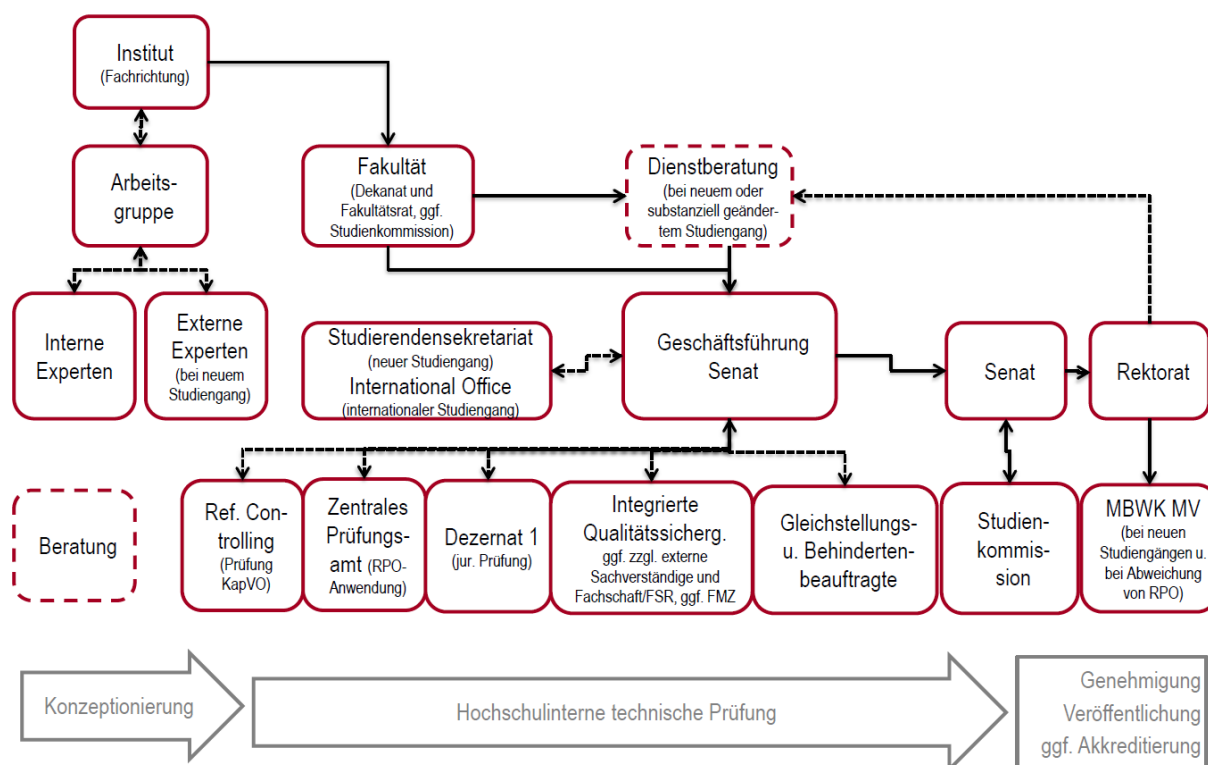 Institut
(Fachrichtung)
Arbeits-
gruppe
Fakultät
(Dekanat und
Fakultätsrat, ggf.
Studienkommission)
Dienstberatung
(bei neuem oder
substanziell geänder-
tem Studiengang)
Interne
Experten
Externe
Experten
(bei neuem
Studiengang)
Studierendensekretariat
(neuer Studiengang)
International Office
(internationaler Studiengang)
Geschäftsführung
Senat
Senat
Rektorat
Beratung
Ref. Con-
trolling
(Prüfung
KapVO)
Zentrales
Prüfungs-
amt (RPO-
Anwendung)
Dezernat 1
(jur. Prüfung)
Integrierte
Qualitätssicherg.
ggf. zzgl. externe
Sachverständige und
Fachschaft/FSR, ggf. FMZ
Gleichstellungs-
u. Behinderten-
beauftragte
Studien-
kommis-
sion
MBWK MV
(bei neuen
Studiengängen u.
bei Abweichung
von RPO)
Konzeptionierung
Hochschulinterne technische Prüfung
Genehmigung
Veröffentlichung
ggf. Akkreditierung